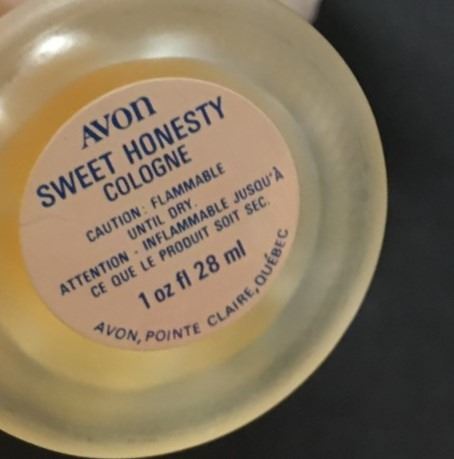 AVON
SWEET HONESTY
COLOGNE
CAUTION: FLAMMABLE
UNTIL DRY.
ATTENTION - INFLAMMABLE JUSQU'À
CE QUE LE PRODUIT SOIT SEC.
1 oz fl 28 ml
AVON, POINTE CLAIRE, QUÉBEC